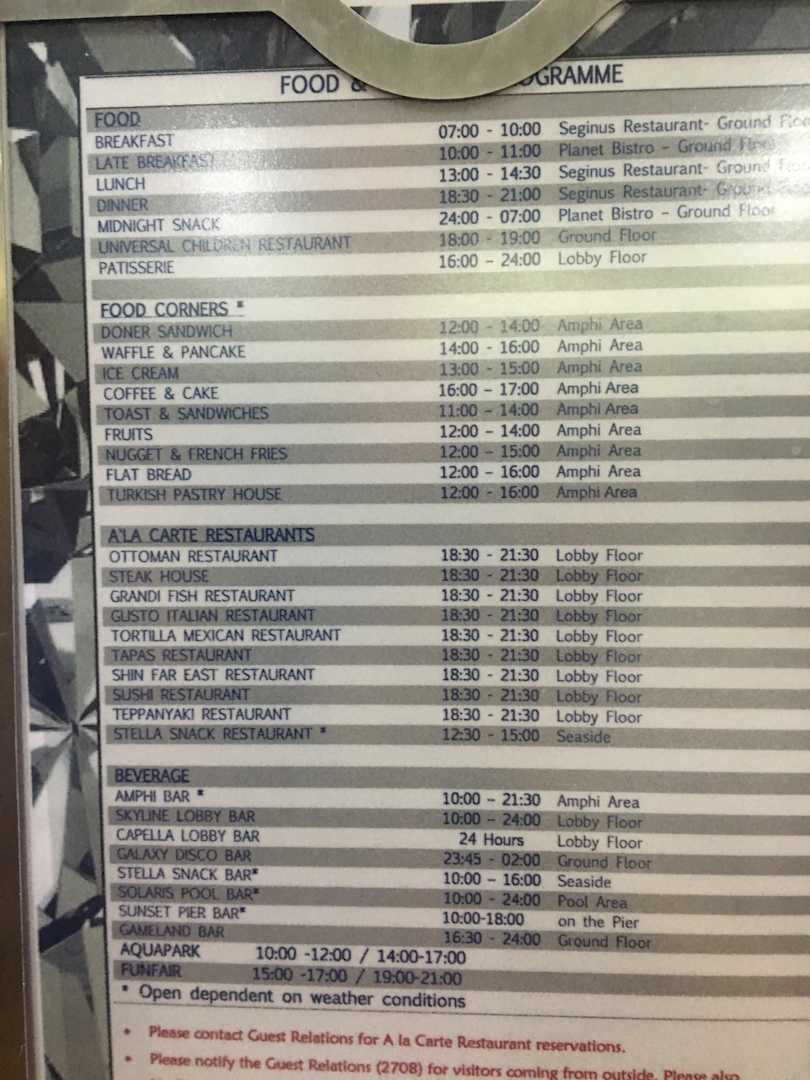 FOOD & OGRAMME
FOOD
BREAKFAST 07:00 - 10:00 Seginus Restaurant- Ground Floo
LATE BREAKFAST 10:00 - 11:00 Planet Bistro - Ground Floo
LUNCH 13:00 - 14:30 Seginus Restaurant- Ground Floo
DINNER 18:30 - 21:00 Seginus Restaurant- Ground Floo
MIDNIGHT SNACK 24:00 - 07:00 Planet Bistro - Ground Floor
UNIVERSAL CHILDREN RESTAURANT 18:00 - 19:00 Ground Floor
PATISSERIE 16:00 - 24:00 Lobby Floor
FOOD CORNERS *
DONER SANDWICH 12:00 - 14:00 Amphi Area
WAFFLE & PANCAKE 14:00 - 16:00 Amphi Area
ICE CREAM 13:00 - 15:00 Amphi Area
COFFEE & CAKE 16:00 - 17:00 Amphi Area
TOAST & SANDWICHES 11:00 - 14:00 Amphi Area
FRUITS 12:00 - 14:00 Amphi Area
NUGGET & FRENCH FRIES 12:00 - 15:00 Amphi Area
FLAT BREAD 12:00 - 16:00 Amphi Area
TURKISH PASTRY HOUSE 12:00 - 16:00 Amphi Area
A'LA CARTE RESTAURANTS
OTTOMAN RESTAURANT 18:30 - 21:30 Lobby Floor
STEAK HOUSE 18:30 - 21:30 Lobby Floor
GRANDI FISH RESTAURANT 18:30 - 21:30 Lobby Floor
GUSTO ITALIAN RESTAURANT 18:30 - 21:30 Lobby Floor
TORTILLA MEXICAN RESTAURANT 18:30 - 21:30 Lobby Floor
TAPAS RESTAURANT 18:30 - 21:30 Lobby Floor
SHIN FAR EAST RESTAURANT 18:30 - 21:30 Lobby Floor
SUSHI RESTAURANT 18:30 - 21:30 Lobby Floor
TEPPANYAKI RESTAURANT 18:30 - 21:30 Lobby Floor
STELLA SNACK RESTAURANT * 12:30 - 15:00 Seaside
BEVERAGE
AMPHI BAR * 10:00 - 21:30 Amphi Area
SKYLINE LOBBY BAR 10:00 - 24:00 Lobby Floor
CAPELLA LOBBY BAR 24 Hours Lobby Floor
GALAXY DISCO BAR 23:45 - 02:00 Ground Floor
STELLA SNACK BAR* 10:00 - 16:00 Seaside
SOLARIS POOL BAR* 10:00 - 24:00 Pool Area
SUNSET PIER BAR* 10:00-18:00 on the Pier
GAMELAND BAR 16:30 - 24:00 Ground Floor
AQUAPARK 10:00 -12:00 / 14:00-17:00
FUNFAIR 15:00 -17:00 / 19:00-21:00
* Open dependent on weather conditions
• Please contact Guest Relations for A la Carte Restaurant reservations.
• Please notify the Guest Relations (2708) for visitors coming from outside. Please also